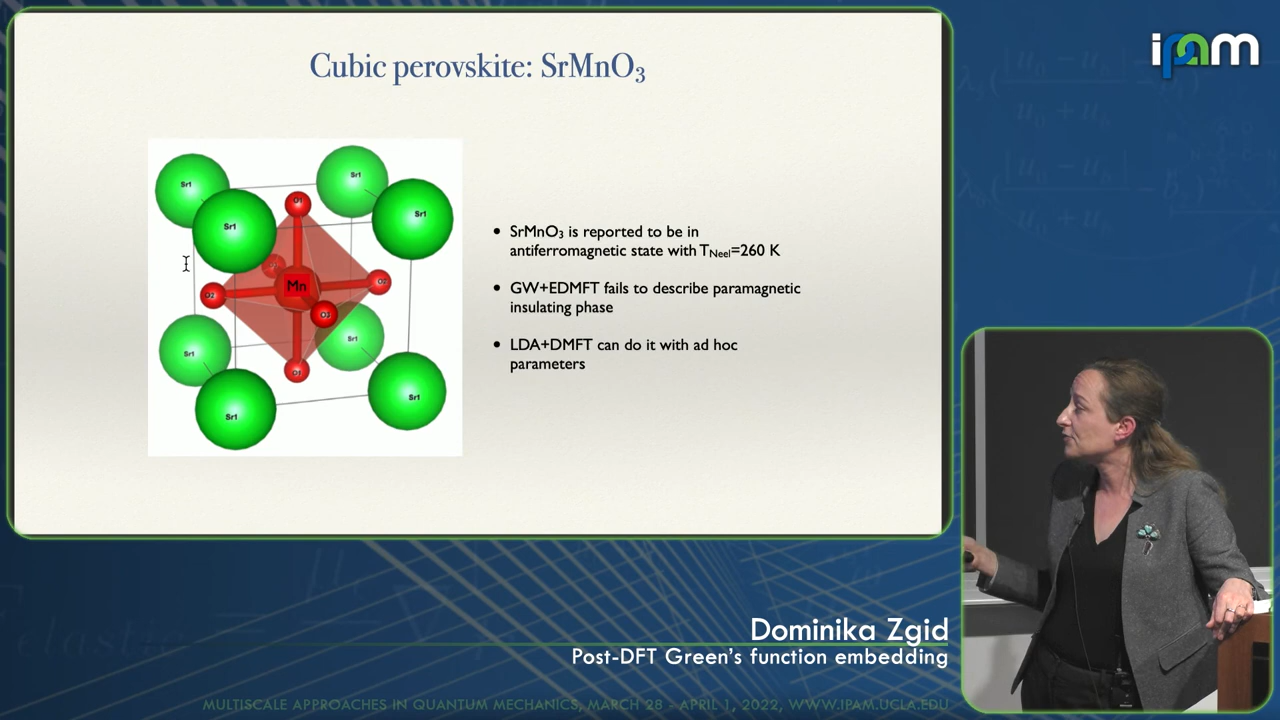 Cubic perovskite: SrMnO₃
ipam
Sr1
Sr1
Sr1
Sr1
O1
Mn
O2
O2
O3
Sr1
Sr1
O1
Sr1
Sr1
• SrMnO₃ is reported to be in
antiferromagnetic state with T_Neel=260 K
• GW+EDMFT fails to describe paramagnetic
insulating phase
• LDA+DMFT can do it with ad hoc
parameters
Dominika Zgid
Post-DFT Green's function embedding
MULTISCALE APPROACHES IN QUANTUM MECHANICS, MARCH 28 - APRIL 1, 2022, WWW.IPAM.UCLA.EDU